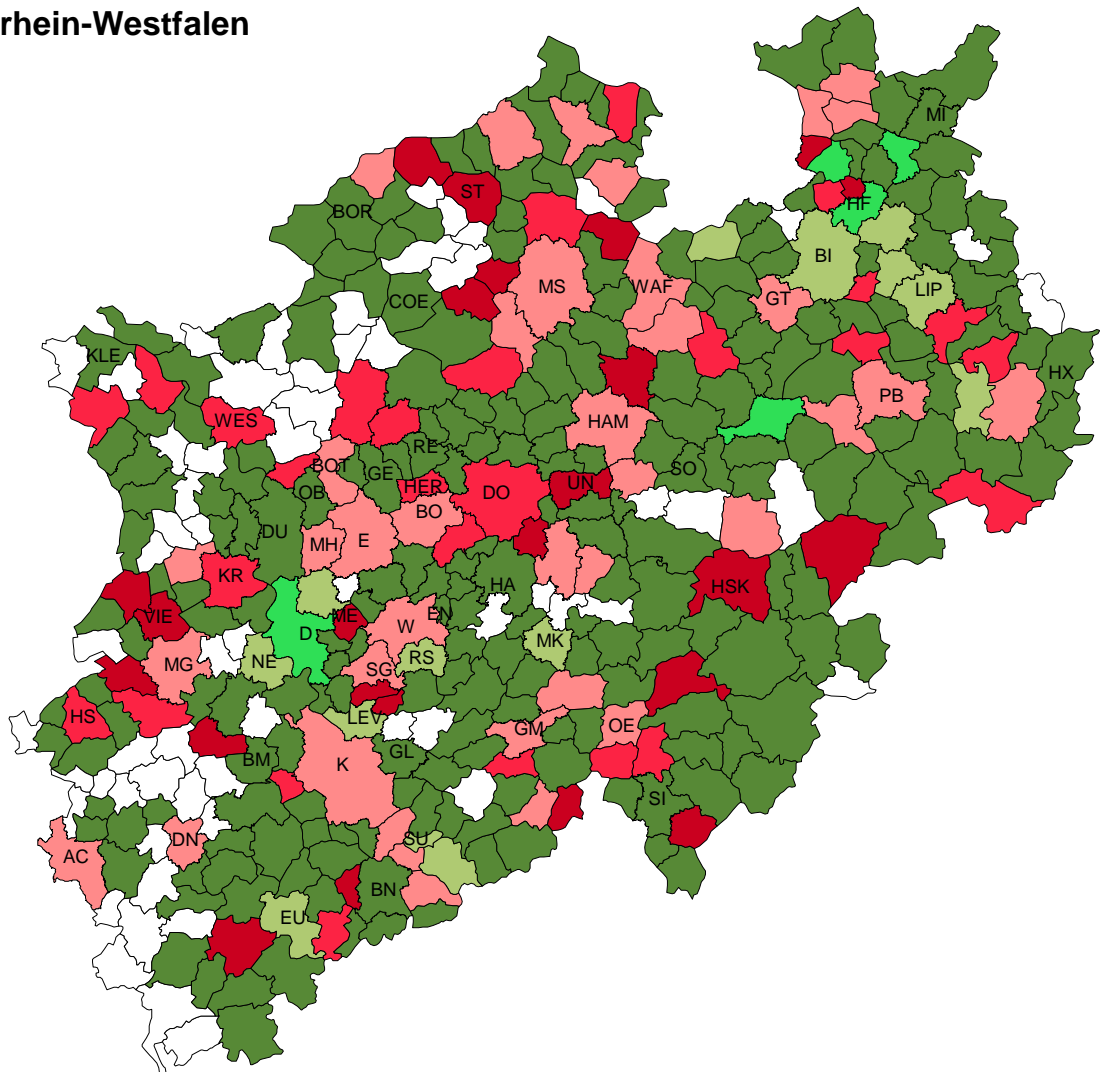 rhein-Westfalen
MI
ST
HF
BOR
BI
MS
WAF
LIP
GT
COE
KLE
HX
PB
WES
HAM
RE
BOT
GE
SO
OB
HER
DO
UN
BO
DU
MH
E
KR
HSK
HA
VIE
ME
EN
W
D
MK
RS
NE
MG
SG
HS
LEV
OE
GM
GL
BM
K
SI
SU
DN
AC
BN
EU